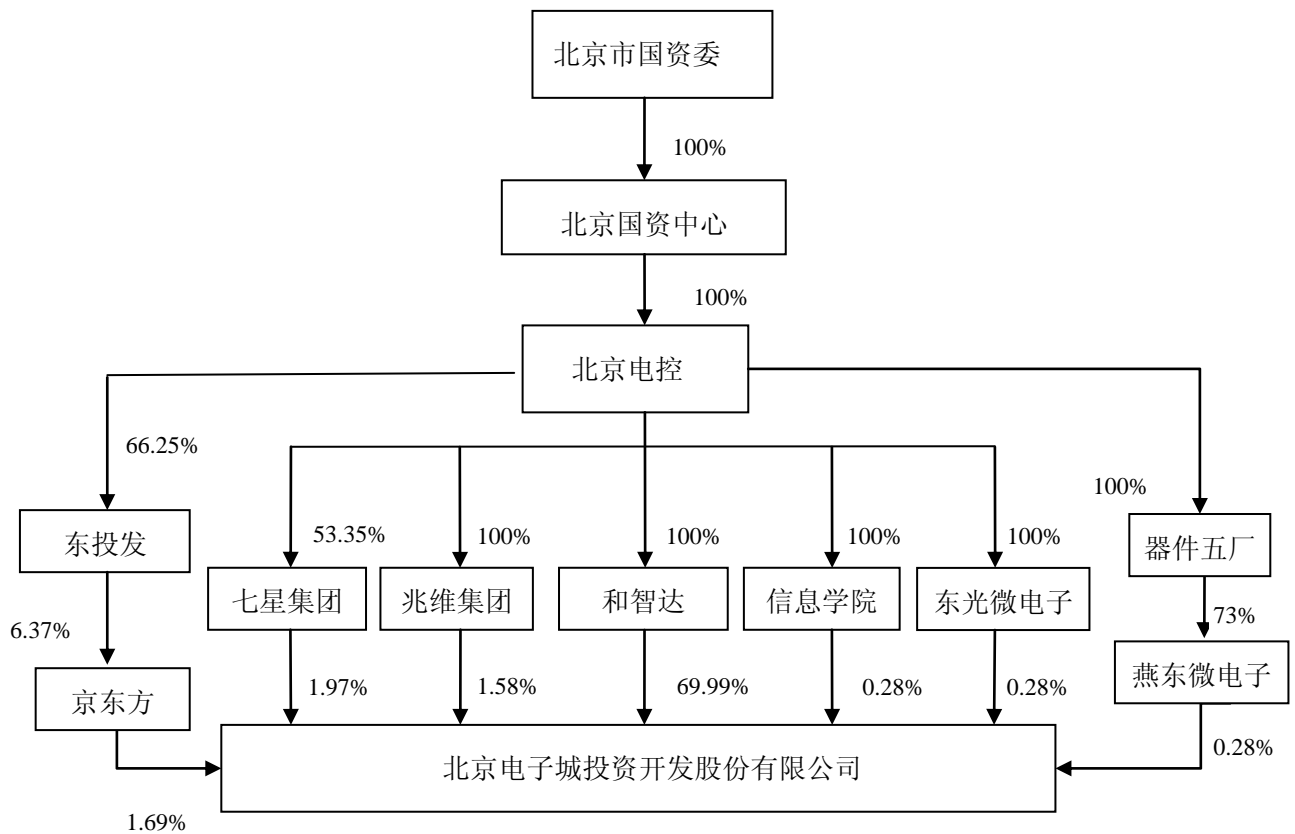 北京市国资委
100%
北京国资中心
100%
北京电控
66.25%
100%
53.35%
100%
100%
100%
100%
东投发
器件五厂
七星集团
兆维集团
和智达
信息学院
东光微电子
6.37%
73%
京东方
1.97%
1.58%
69.99%
0.28%
0.28%
燕东微电子
北京电子城投资开发股份有限公司
0.28%
1.69%